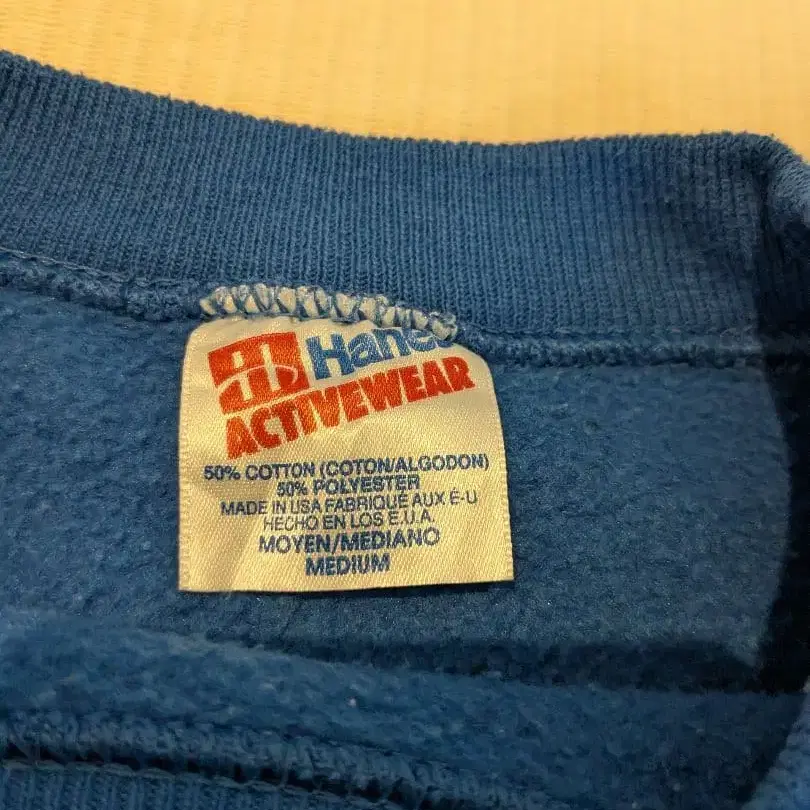 Hanes
ACTIVEWEAR
50% COTTON (COTON/ALGODON)
50% POLYESTER
MADE IN USA FABRIQUÉ AUX É-U
HECHO EN LOS E.U.A.
MOYEN/MEDIANO
MEDIUM